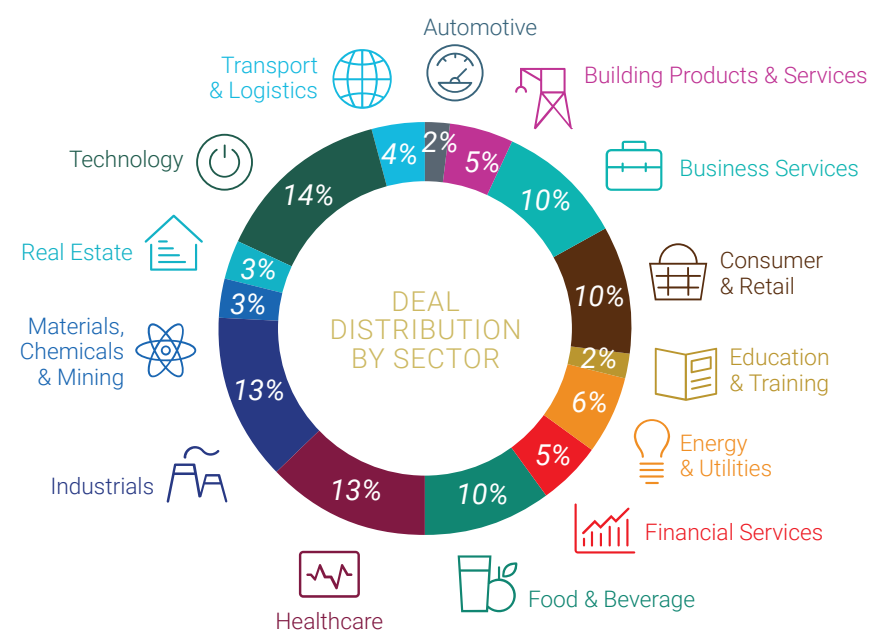 Automotive
Transport
& Logistics
Building Products & Services
Technology
Business Services
Real Estate
Consumer
& Retail
Materials,
Chemicals
& Mining
Education
& Training
Energy
& Utilities
Industrials
Financial Services
Food & Beverage
Healthcare
2%
5%
10%
10%
2%
6%
5%
10%
13%
13%
3%
3%
14%
4%
DEAL
DISTRIBUTION
BY SECTOR